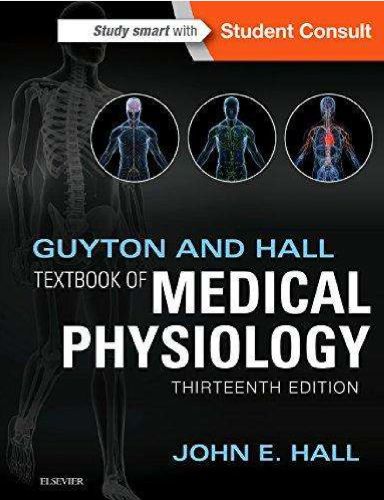 Study smart with Student Consult
GUYTON AND HALL
TEXTBOOK OF MEDICAL
PHYSIOLOGY
THIRTEENTH EDITION
JOHN E. HALL
ELSEVIER